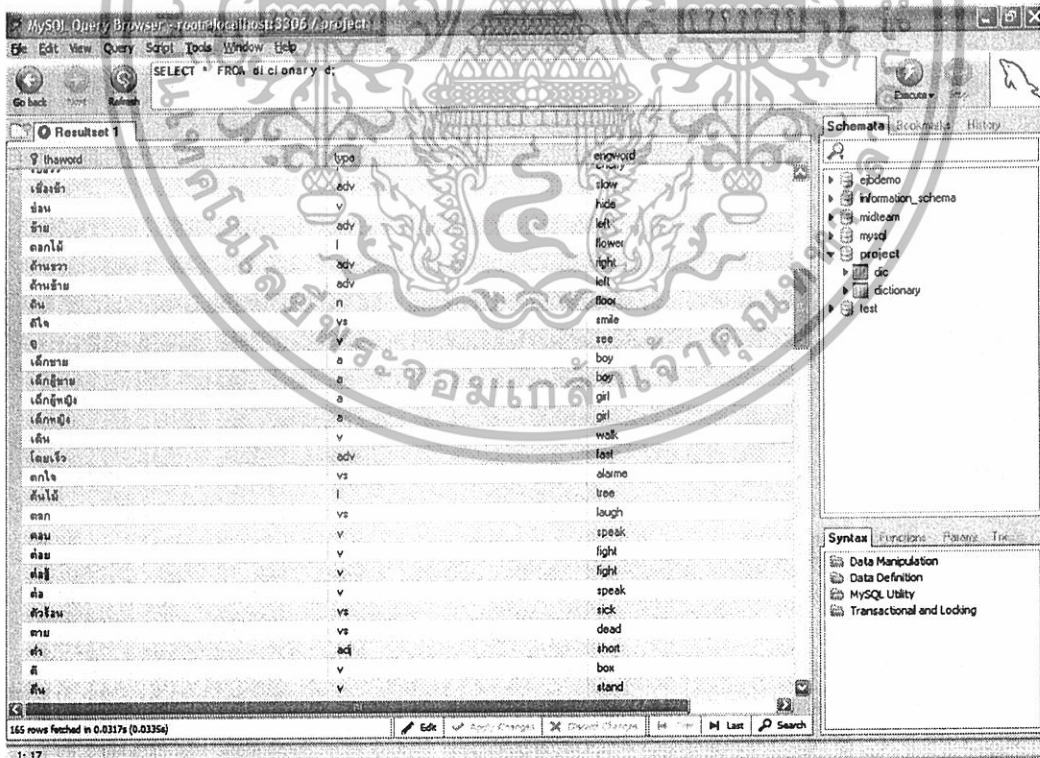 MySQL Query Browser - root@localhost:3306 / project
File Edit View Query Script Tools Window Help
SELECT * FROM dictionary d;
Go back Next Refresh Execute Stop
Resultset 1
thaiword type engword
เชื่องช้า adv slow
ซ่อน v hide
ซ้าย adv left
ดอกไม้ l flower
ด้านขวา adv right
ด้านซ้าย adv left
ดิน n floor
ดีใจ vs smile
ดู v see
เด็กชาย a boy
เด็กผู้ชาย a boy
เด็กผู้หญิง a girl
เด็กหญิง a girl
เดิน v walk
โดยเร็ว adv fast
ตกใจ vs alarme
ต้นไม้ l tree
ตลก vs laugh
ตอบ v speak
ต่อย v fight
ต่อสู้ v fight
ต่อ v speak
ตัวร้อน vs sick
ตาย vs dead
ต่ำ adj short
ตี v box
ตื่น v stand
165 rows fetched in 0.0317s (0.0335s)
Edit Apply Changes Discard Changes First Last Search
1: 17
Schemata Bookmarks History
ejbdemo
information_schema
midteam
mysql
project
dic
dictionary
test
Syntax Functions Params Trx
Data Manipulation
Data Definition
MySQL Utility
Transactional and Locking